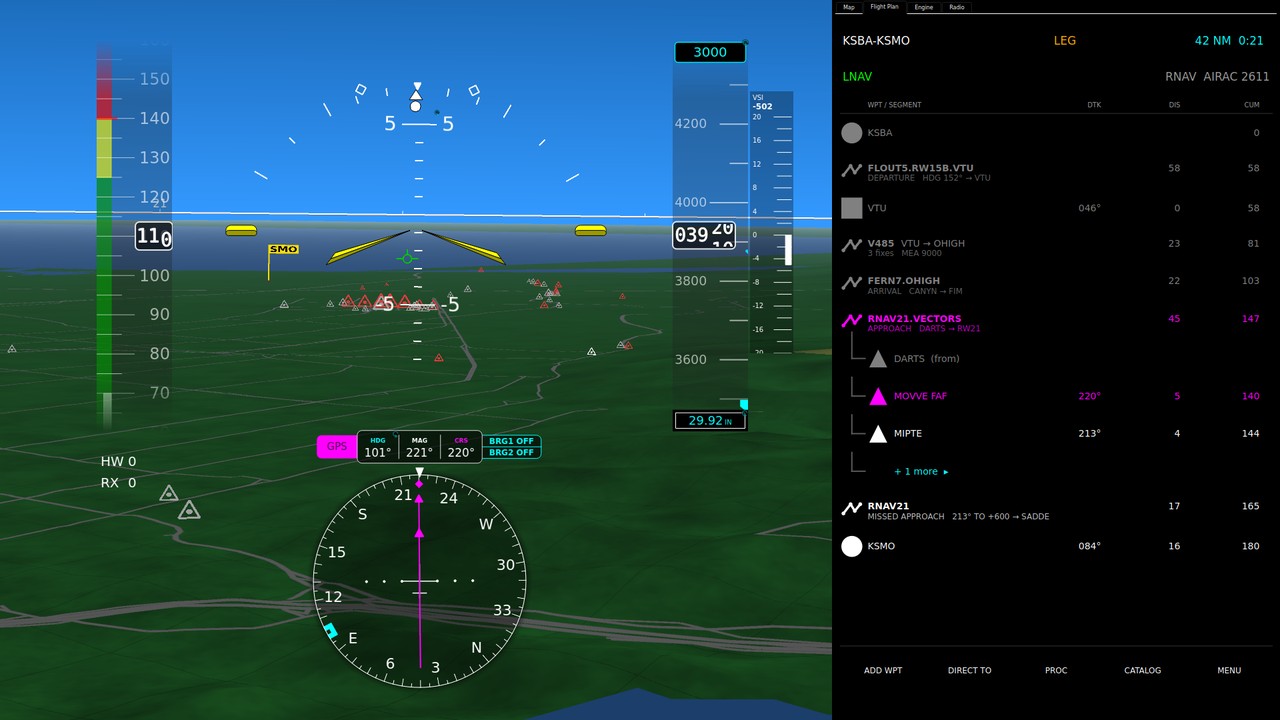 Map Flight Plan Engine Radio
KSBA-KSMO LEG 42 NM 0:21
LNAV RNAV AIRAC 2611
WPT / SEGMENT DTK DIS CUM
KSBA 0
FLOUT5.RW15B.VTU 58 58
DEPARTURE HDG 152° → VTU
VTU 046° 0 58
V485 VTU → OHIGH 23 81
3 fixes MEA 9000
FERN7.OHIGH 22 103
ARRIVAL CANYN → FIM
RNAV21.VECTORS 45 147
APPROACH DARTS → RW21
DARTS (from)
MOVVE FAF 220° 5 140
MIPTE 213° 4 144
+ 1 more ▸
RNAV21 17 165
MISSED APPROACH 213° TO +600 → SADDE
KSMO 084° 16 180
ADD WPT DIRECT TO PROC CATALOG MENU
150
140
130
120
110
100
90
80
70
5 5
-5 -5
SMO
3000
4200
4000
039 20
3800
3600
29.92 IN
VSI
-502
20
16
12
8
4
0
-4
-8
-12
-16
-20
HW 0
RX 0
GPS
HDG MAG CRS
101° 221° 220°
BRG1 OFF
BRG2 OFF
21 24 W 30 33 N 3 6 E 12 15 S